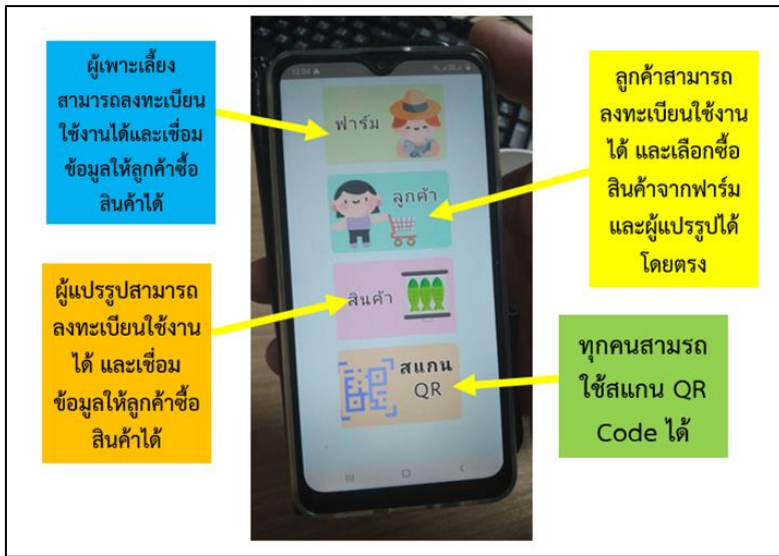 ผู้เพาะเลี้ยง
สามารถลงทะเบียน
ใช้งานได้และเชื่อม
ข้อมูลให้ลูกค้าซื้อ
สินค้าได้
ผู้แปรรูปสามารถ
ลงทะเบียนใช้งาน
ได้ และเชื่อม
ข้อมูลให้ลูกค้าซื้อ
สินค้าได้
12:04
ฟาร์ม
ลูกค้า
สินค้า
สแกน
QR
ลูกค้าสามารถ
ลงทะเบียนใช้งาน
ได้ และเลือกซื้อ
สินค้าจากฟาร์ม
และผู้แปรรูปได้
โดยตรง
ทุกคนสามรถ
ใช้สแกน QR
Code ได้